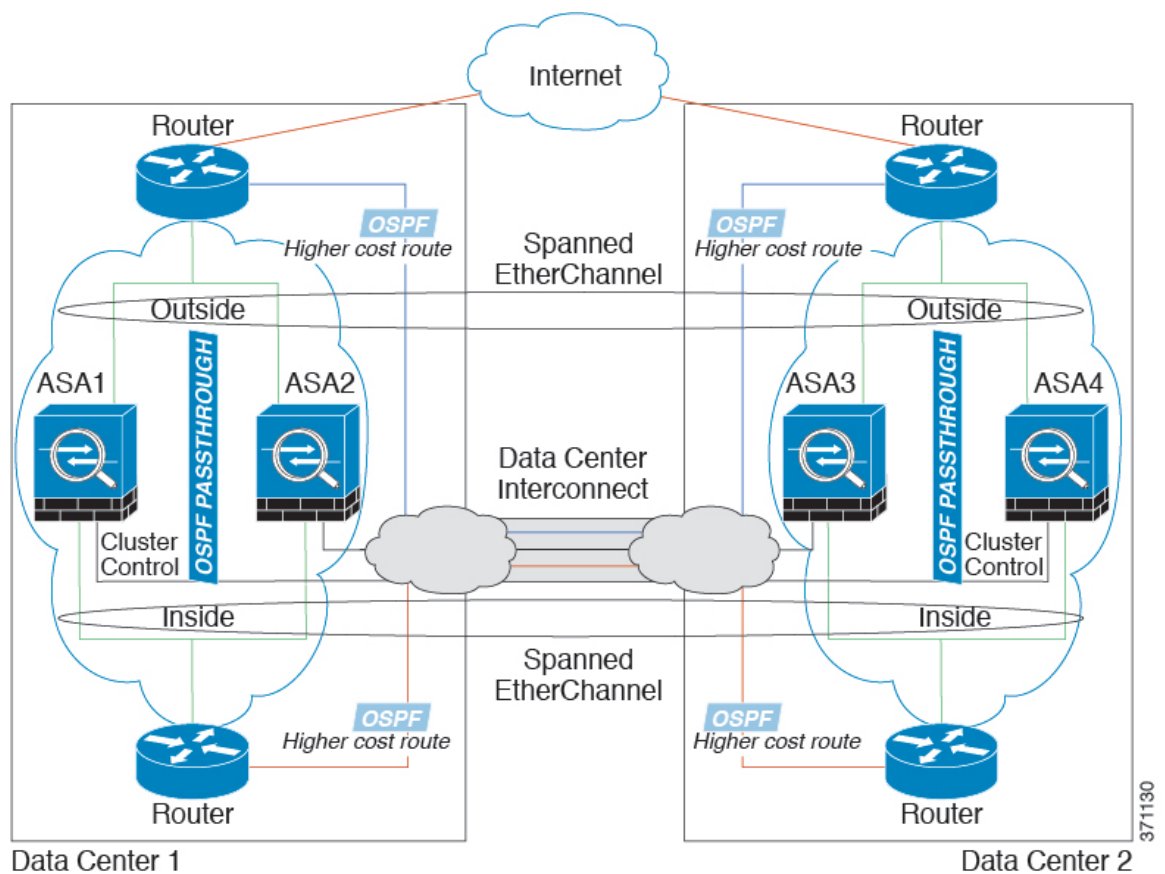 Internet
Router
Router
OSPF
Higher cost route
OSPF
Higher cost route
Spanned
EtherChannel
Outside
Outside
ASA1
ASA2
ASA3
ASA4
OSPF PASSTHROUGH
OSPF PASSTHROUGH
Data Center
Interconnect
Cluster
Control
Cluster
Control
Inside
Inside
Spanned
EtherChannel
OSPF
Higher cost route
OSPF
Higher cost route
Router
Router
371130
Data Center 1
Data Center 2